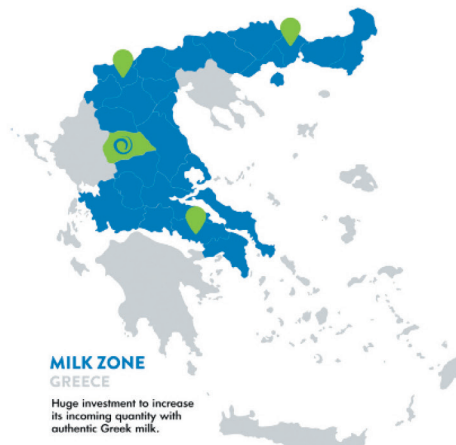 MILK ZONE
GREECE
Huge investment to increase
its incoming quantity with
authentic Greek milk.